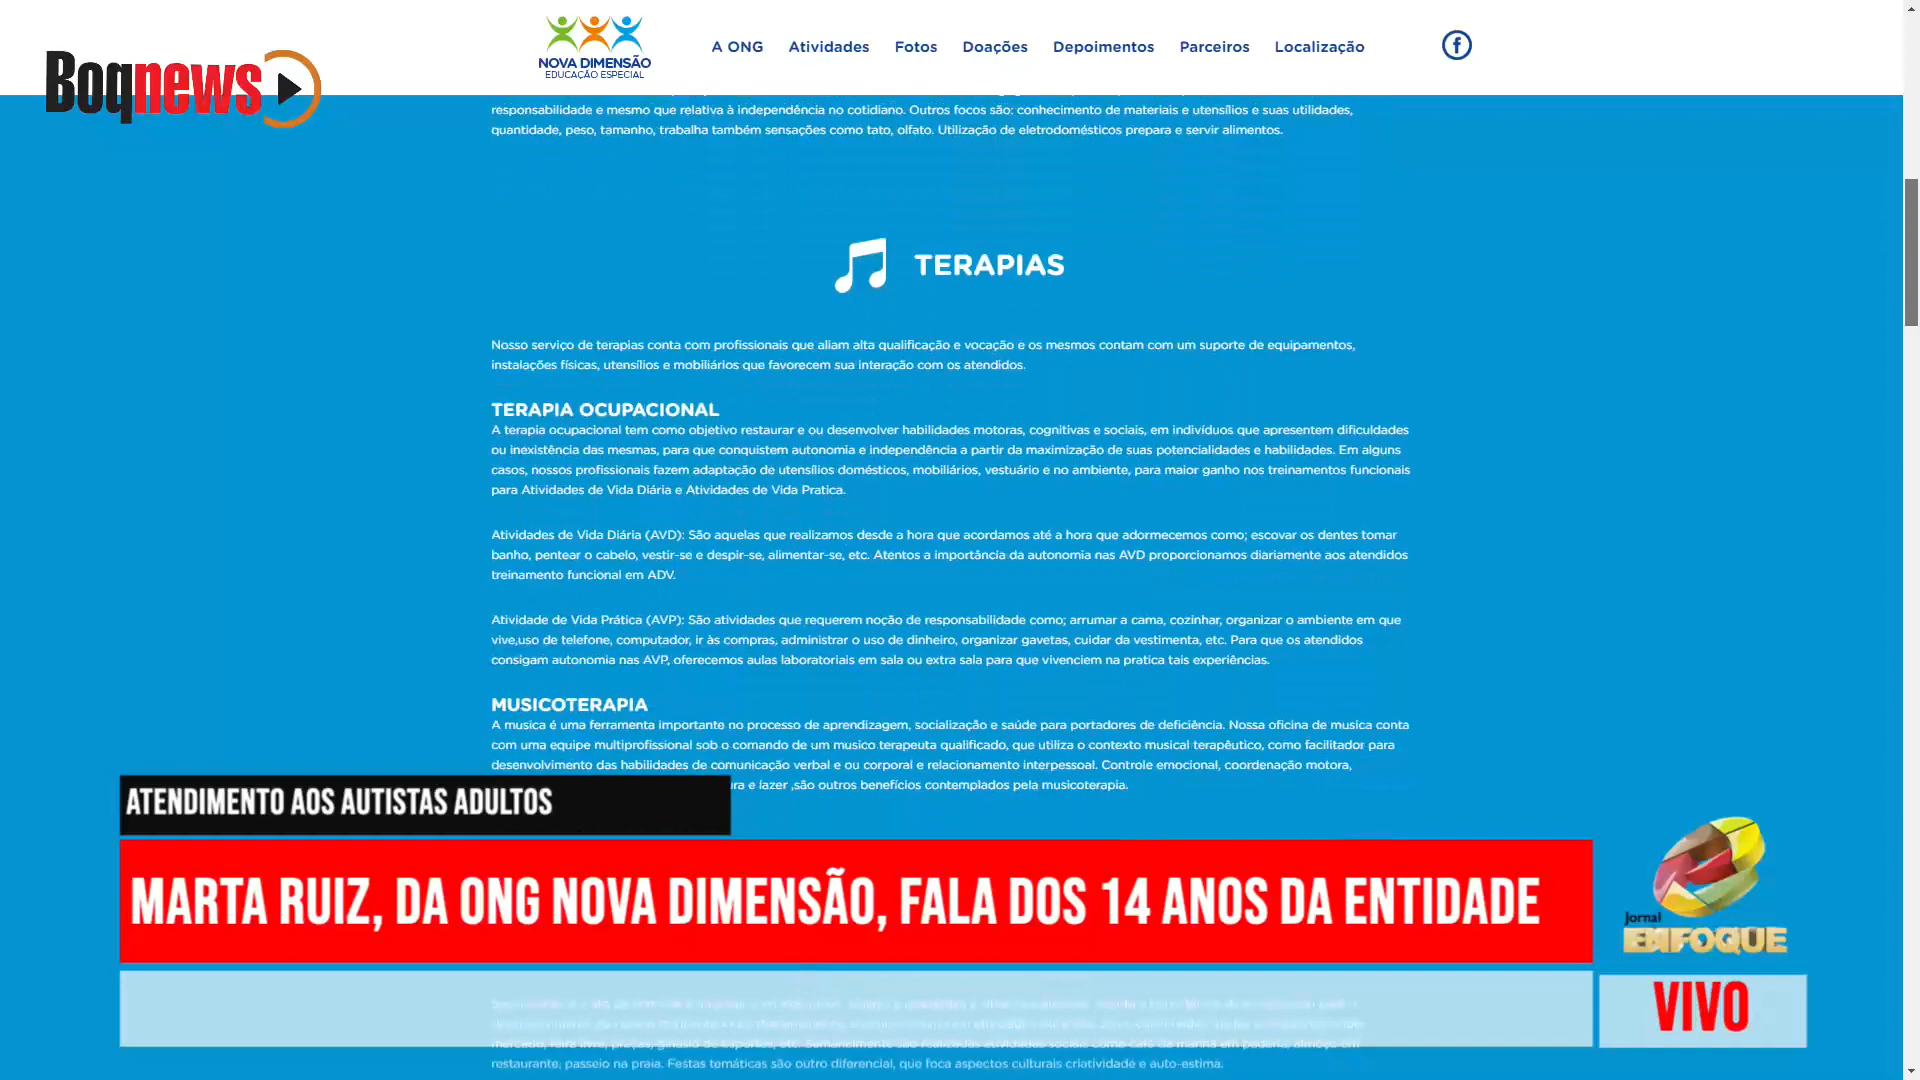 NOVA DIMENSÃO
EDUCAÇÃO ESPECIAL
A ONG Atividades Fotos Doações Depoimentos Parceiros Localização
Boqnews
responsabilidade e mesmo que relativa à independência no cotidiano. Outros focos são: conhecimento de materiais e utensílios e suas utilidades,
quantidade, peso, tamanho, trabalha também sensações como tato, olfato. Utilização de eletrodomésticos prepara e servir alimentos.
TERAPIAS
Nosso serviço de terapias conta com profissionais que aliam alta qualificação e vocação e os mesmos contam com um suporte de equipamentos,
instalações físicas, utensílios e mobiliários que favorecem sua interação com os atendidos.
TERAPIA OCUPACIONAL
A terapia ocupacional tem como objetivo restaurar e ou desenvolver habilidades motoras, cognitivas e sociais, em indivíduos que apresentem dificuldades
ou inexistência das mesmas, para que conquistem autonomia e independência a partir da maximização de suas potencialidades e habilidades. Em alguns
casos, nossos profissionais fazem adaptação de utensílios domésticos, mobiliários, vestuário e no ambiente, para maior ganho nos treinamentos funcionais
para Atividades de Vida Diária e Atividades de Vida Pratica.
Atividades de Vida Diária (AVD): São aquelas que realizamos desde a hora que acordamos até a hora que adormecemos como; escovar os dentes tomar
banho, pentear o cabelo, vestir-se e despir-se, alimentar-se, etc. Atentos a importância da autonomia nas AVD proporcionamos diariamente aos atendidos
treinamento funcional em ADV.
Atividade de Vida Prática (AVP): São atividades que requerem noção de responsabilidade como; arrumar a cama, cozinhar, organizar o ambiente em que
vive,uso de telefone, computador, ir às compras, administrar o uso de dinheiro, organizar gavetas, cuidar da vestimenta, etc. Para que os atendidos
consigam autonomia nas AVP, oferecemos aulas laboratoriais em sala ou extra sala para que vivenciem na pratica tais experiências.
MUSICOTERAPIA
A musica é uma ferramenta importante no processo de aprendizagem, socialização e saúde para portadores de deficiência. Nossa oficina de musica conta
com uma equipe multiprofissional sob o comando de um musico terapeuta qualificado, que utiliza o contexto musical terapêutico, como facilitador para
desenvolvimento das habilidades de comunicação verbal e ou corporal e relacionamento interpessoal. Controle emocional, coordenação motora,
e lazer ,são outros benefícios contemplados pela musicoterapia.
ATENDIMENTO AOS AUTISTAS ADULTOS
MARTA RUIZ, DA ONG NOVA DIMENSÃO, FALA DOS 14 ANOS DA ENTIDADE
Jornal
ENFOQUE
VIVO
restaurante, passeio na praia. Festas temáticas são outro diferencial, que foca aspectos culturais criatividade e auto-estima.